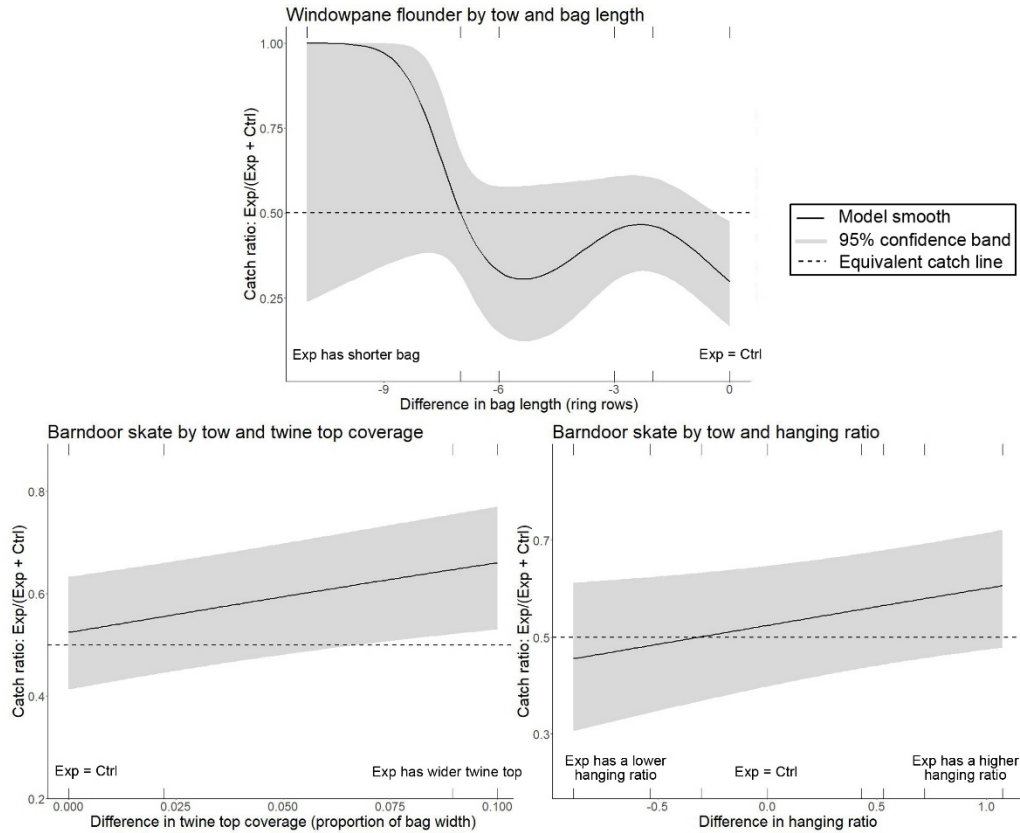 Windowpane flounder by tow and bag length
Catch ratio: Exp/(Exp + Ctrl)
1.00
0.75
0.50
0.25
Exp has shorter bag
Exp = Ctrl
-9
-6
-3
0
Difference in bag length (ring rows)
Model smooth
95% confidence band
Equivalent catch line
Barndoor skate by tow and twine top coverage
Catch ratio: Exp/(Exp + Ctrl)
0.8
0.6
0.4
0.2
Exp = Ctrl
Exp has wider twine top
0.000
0.025
0.050
0.075
0.100
Difference in twine top coverage (proportion of bag width)
Barndoor skate by tow and hanging ratio
Catch ratio: Exp/(Exp + Ctrl)
0.7
0.5
0.3
Exp has a lower
hanging ratio
Exp = Ctrl
Exp has a higher
hanging ratio
-0.5
0.0
0.5
1.0
Difference in hanging ratio